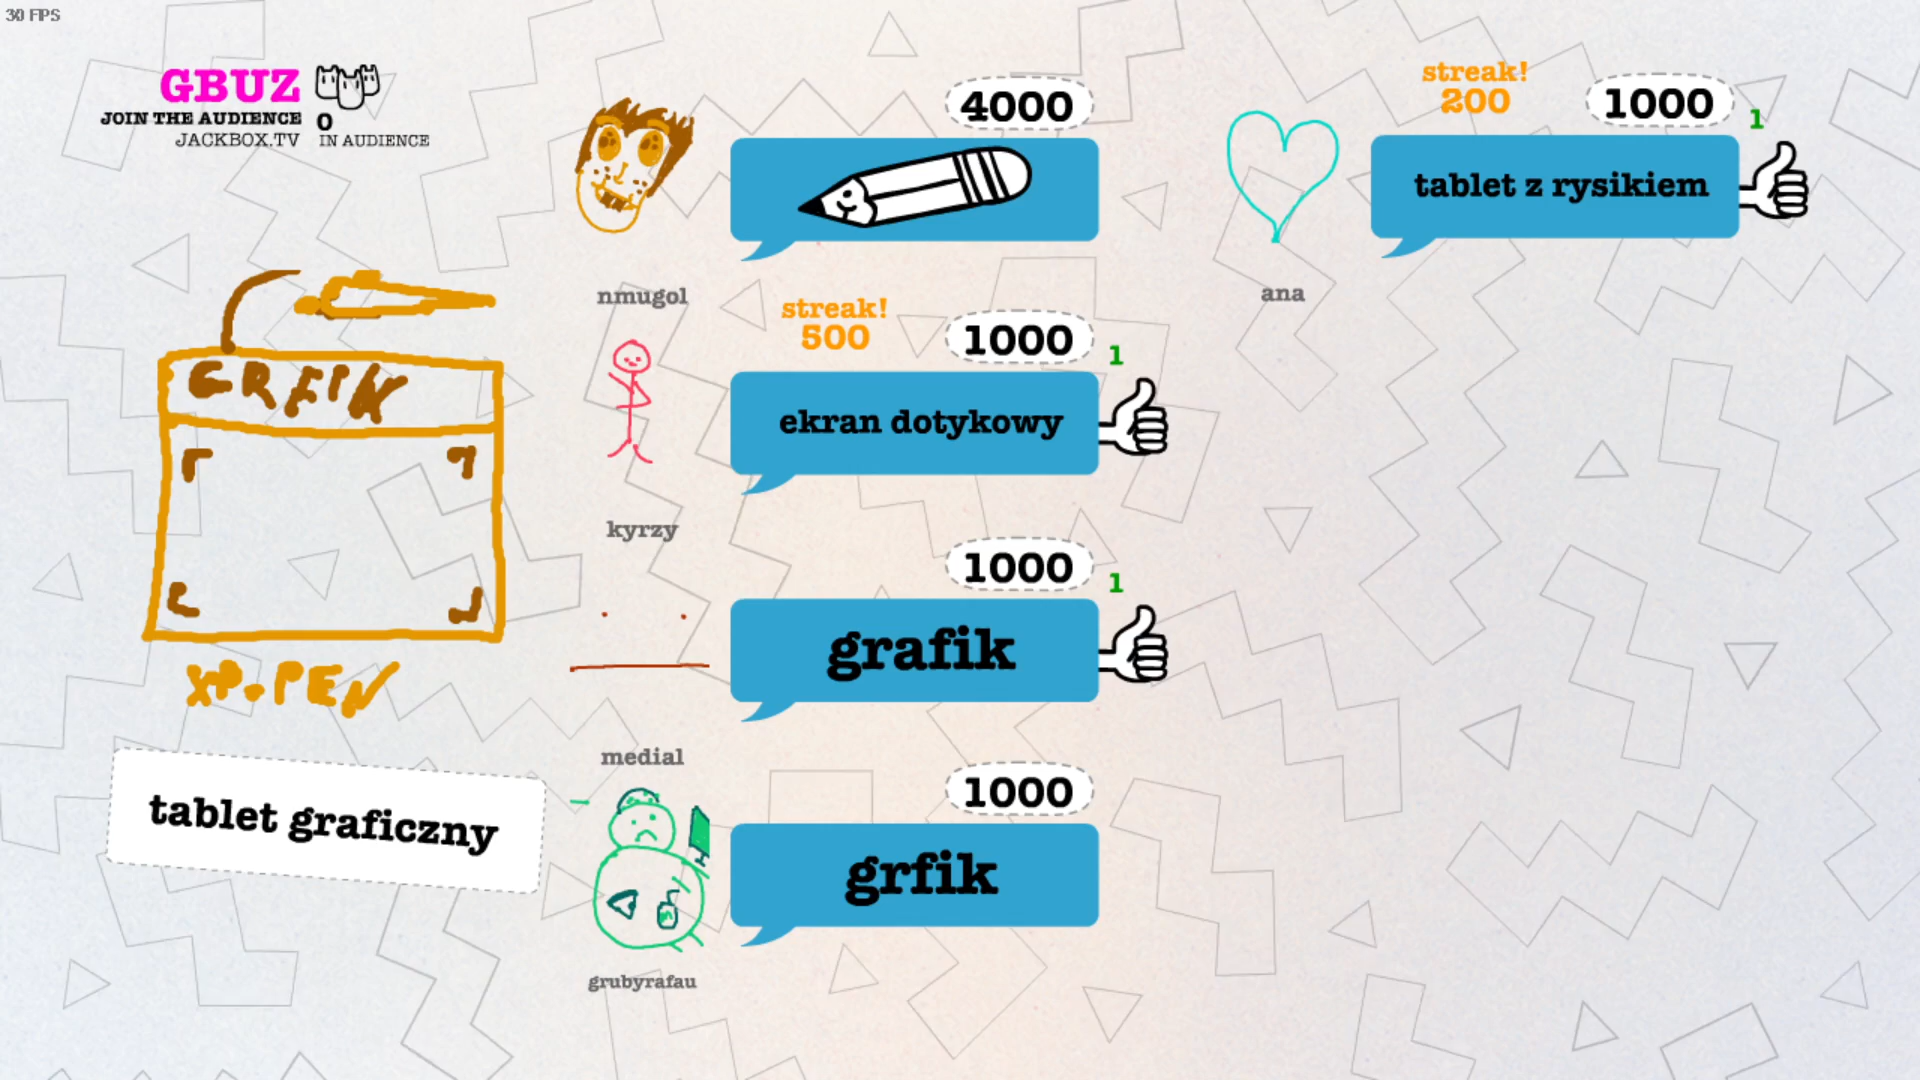 30 FPS
GBUZ
JOIN THE AUDIENCE
JACKBOX.TV
0
IN AUDIENCE
GRFIK
XP-PEN
tablet graficzny
4000
nmugol
streak!
500
1000
1
ekran dotykowy
kyrzy
1000
1
grafik
medial
1000
grfik
grubyrafau
streak!
200
1000
1
tablet z rysikiem
ana